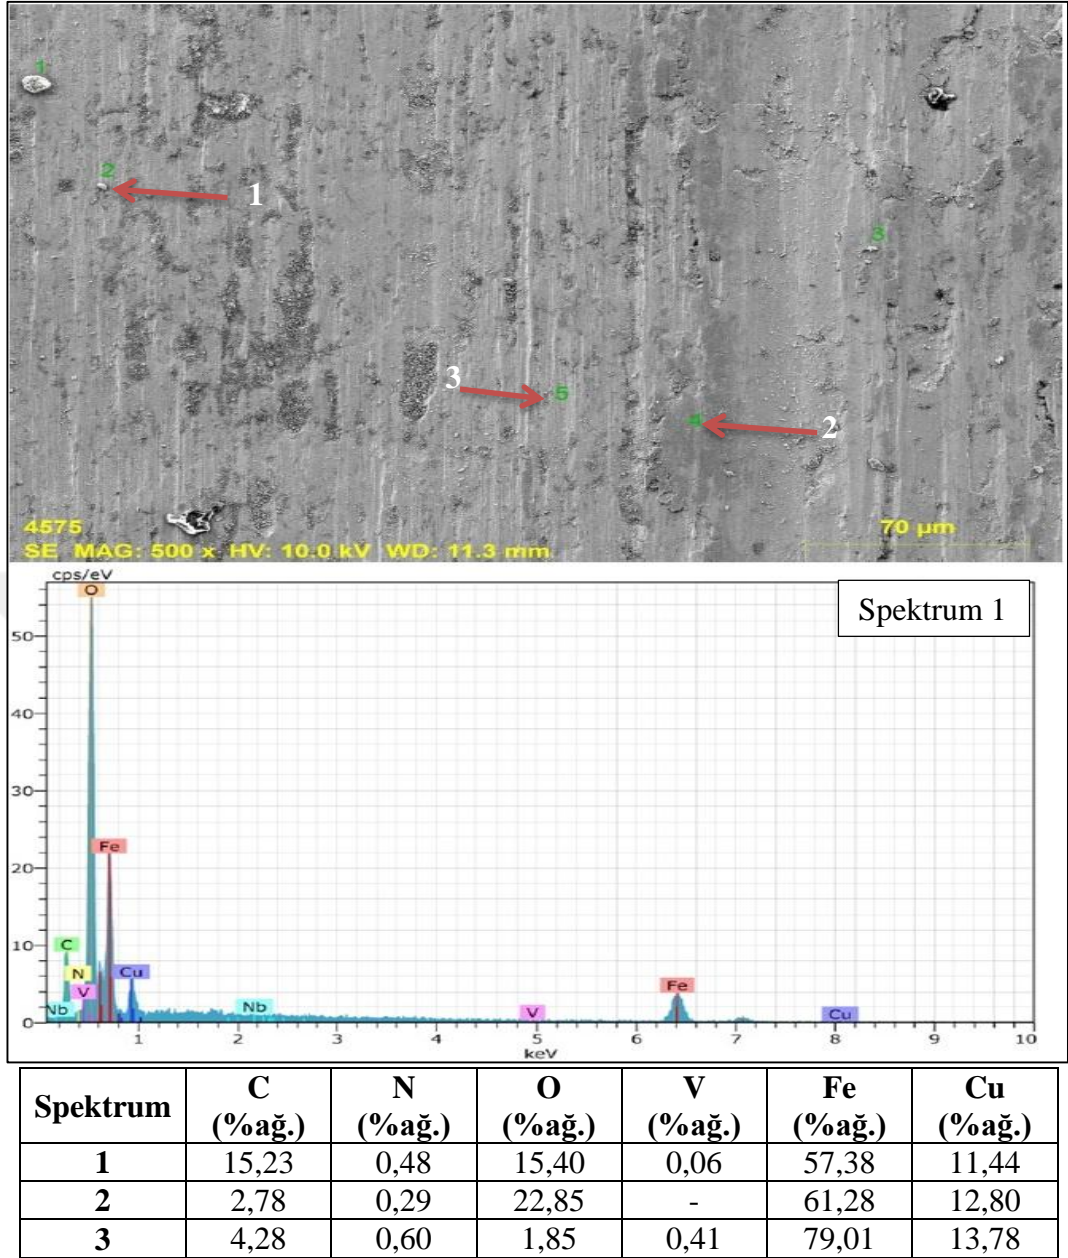 1
2
1
3
3
5
4
2
4575
70 µm
SE MAG: 500 x HV: 10.0 kV WD: 11.3 mm
cps/eV
O
Spektrum 1
50
40
30
Fe
20
10
C
N
Cu
V
Nb
Nb
Fe
V
Cu
0
1 2 3 4 5 6 7 8 9 10
keV
Spektrum C (%ağ.) N (%ağ.) O (%ağ.) V (%ağ.) Fe (%ağ.) Cu (%ağ.)
1 15,23 0,48 15,40 0,06 57,38 11,44
2 2,78 0,29 22,85 - 61,28 12,80
3 4,28 0,60 1,85 0,41 79,01 13,78